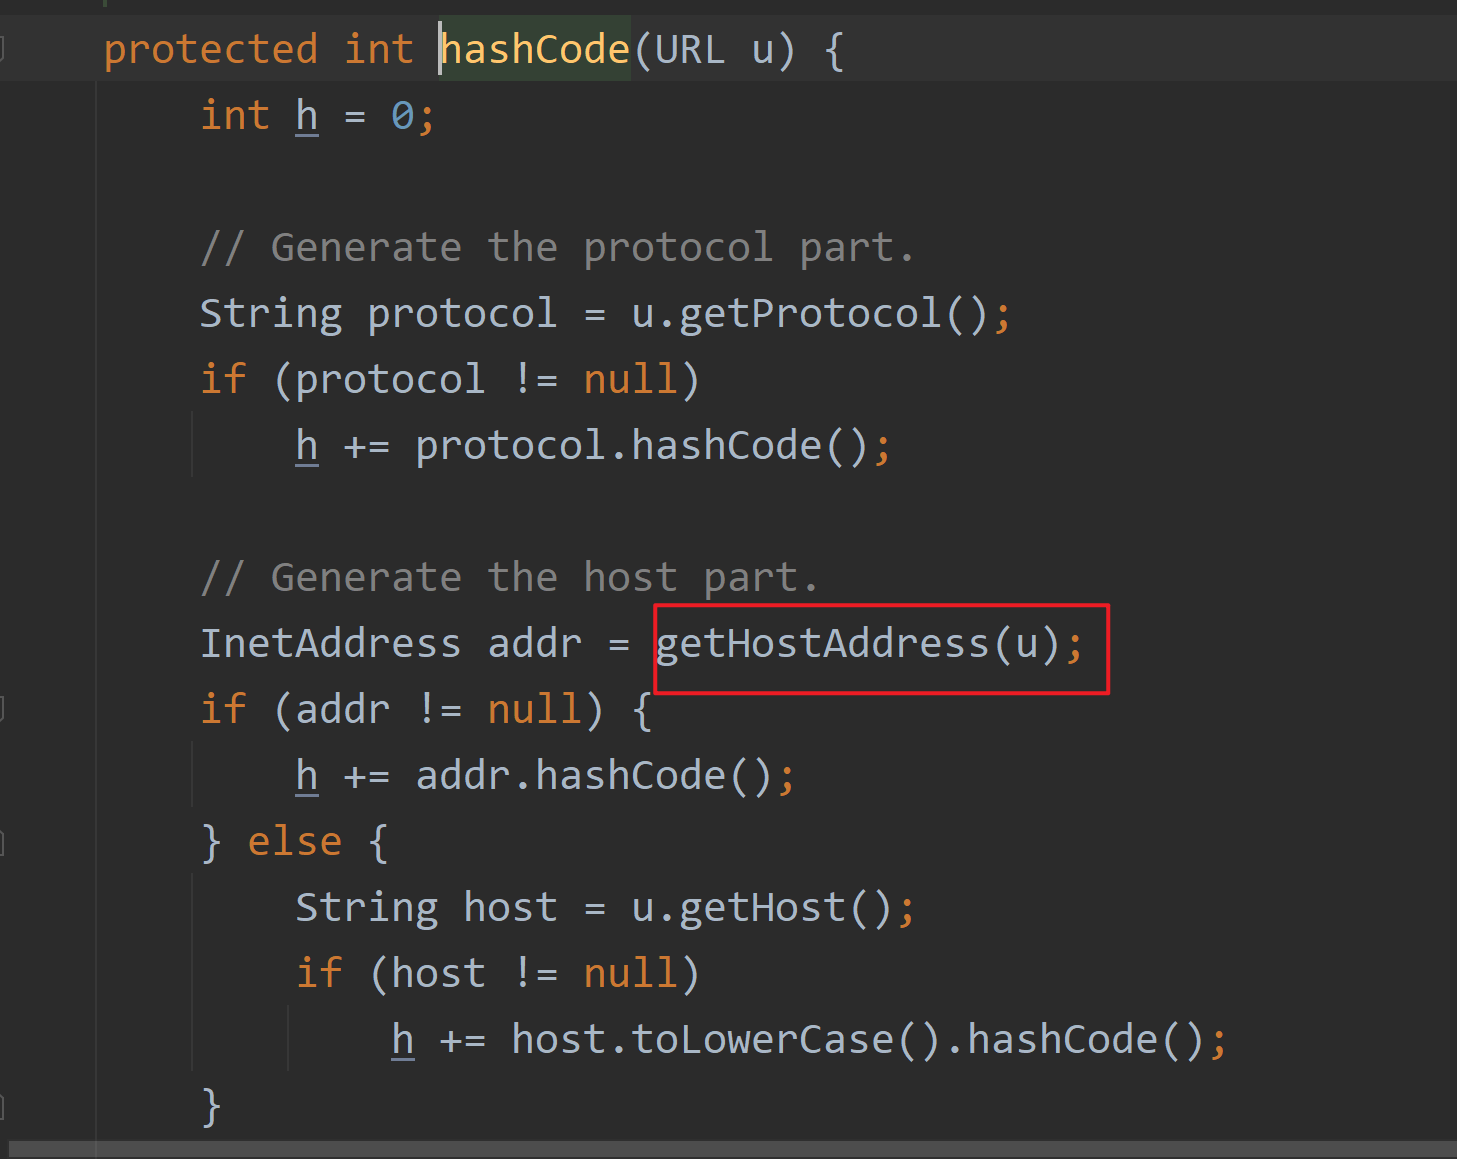 protected int hashCode(URL u) {
    int h = 0;

    // Generate the protocol part.
    String protocol = u.getProtocol();
    if (protocol != null)
        h += protocol.hashCode();

    // Generate the host part.
    InetAddress addr = getHostAddress(u);
    if (addr != null) {
        h += addr.hashCode();
    } else {
        String host = u.getHost();
        if (host != null)
            h += host.toLowerCase().hashCode();
    }